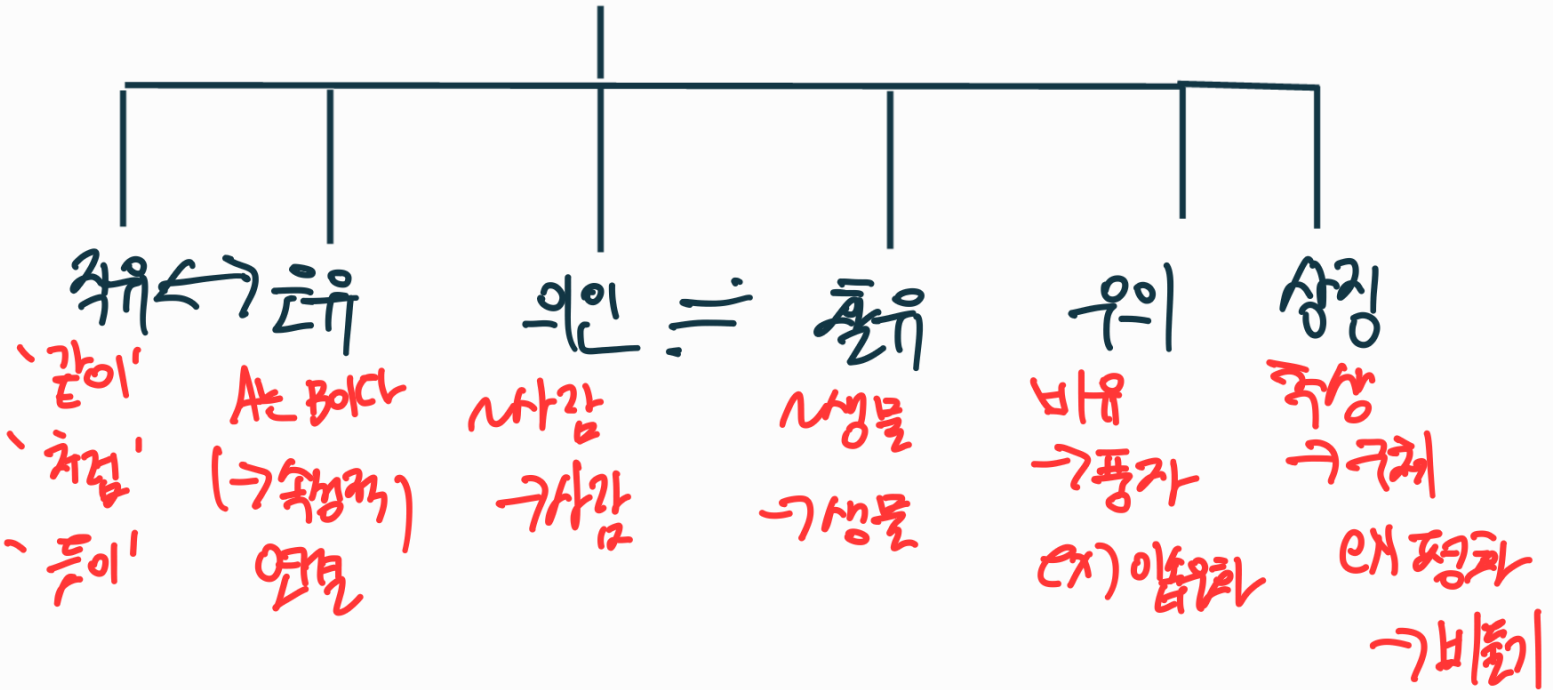 직유 ↔ 은유 의인 ≒ 활유 우의 상징
'같이' A는 B이다 ~사람 ~생물 비유 추상
'처럼' (→속성적) →사람 →생물 →풍자 →구체
'듯이' 연결 ex) 이솝우화 ex) 평화
→비둘기